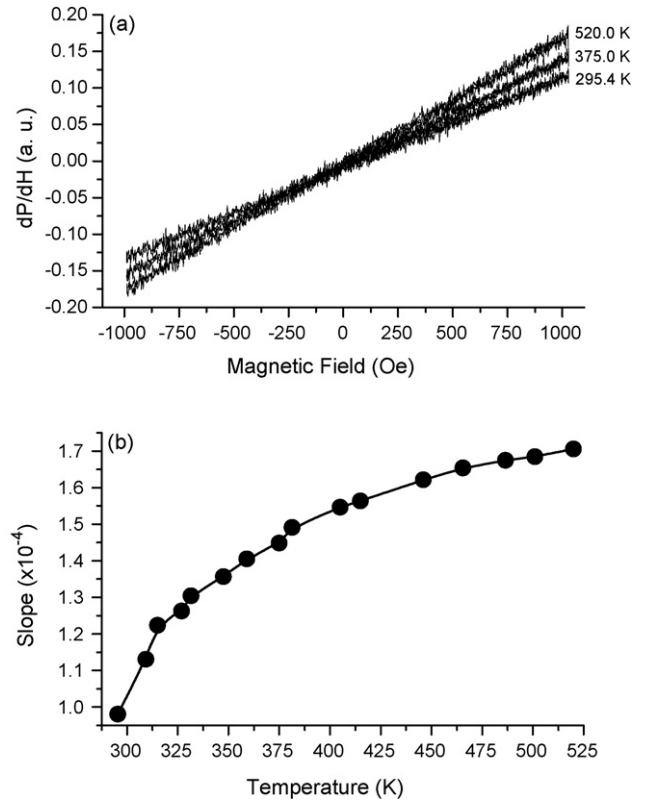 (a)
0.20
0.15
0.10
0.05
0.00
-0.05
-0.10
-0.15
-0.20
dP/dH (a. u.)
520.0 K
375.0 K
295.4 K
-1000 -750 -500 -250 0 250 500 750 1000
Magnetic Field (Oe)
(b)
1.7
1.6
1.5
1.4
1.3
1.2
1.1
1.0
Slope (x10⁻⁴)
300 325 350 375 400 425 450 475 500 525
Temperature (K)